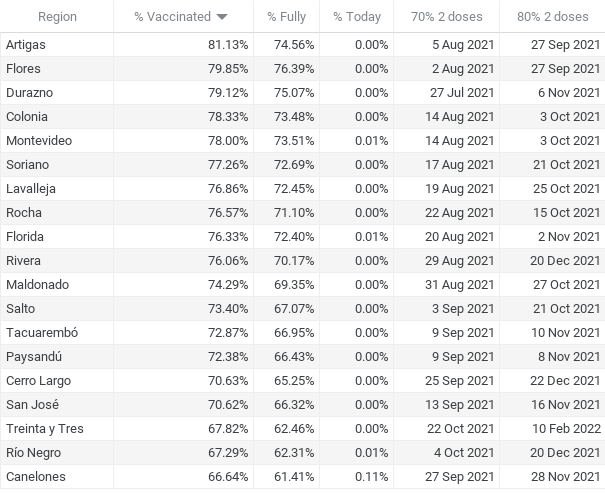 Region % Vaccinated % Fully % Today 70% 2 doses 80% 2 doses
Artigas 81.13% 74.56% 0.00% 5 Aug 2021 27 Sep 2021
Flores 79.85% 76.39% 0.00% 2 Aug 2021 27 Sep 2021
Durazno 79.12% 75.07% 0.00% 27 Jul 2021 6 Nov 2021
Colonia 78.33% 73.48% 0.00% 14 Aug 2021 3 Oct 2021
Montevideo 78.00% 73.51% 0.01% 14 Aug 2021 3 Oct 2021
Soriano 77.26% 72.69% 0.00% 17 Aug 2021 21 Oct 2021
Lavalleja 76.86% 72.45% 0.00% 19 Aug 2021 25 Oct 2021
Rocha 76.57% 71.10% 0.00% 22 Aug 2021 15 Oct 2021
Florida 76.33% 72.40% 0.01% 20 Aug 2021 2 Nov 2021
Rivera 76.06% 70.17% 0.00% 29 Aug 2021 20 Dec 2021
Maldonado 74.29% 69.35% 0.00% 31 Aug 2021 27 Oct 2021
Salto 73.40% 67.07% 0.00% 3 Sep 2021 21 Oct 2021
Tacuarembó 72.87% 66.95% 0.00% 9 Sep 2021 10 Nov 2021
Paysandú 72.38% 66.43% 0.00% 9 Sep 2021 8 Nov 2021
Cerro Largo 70.63% 65.25% 0.00% 25 Sep 2021 22 Dec 2021
San José 70.62% 66.32% 0.00% 13 Sep 2021 16 Nov 2021
Treinta y Tres 67.82% 62.46% 0.00% 22 Oct 2021 10 Feb 2022
Río Negro 67.29% 62.31% 0.01% 4 Oct 2021 20 Dec 2021
Canelones 66.64% 61.41% 0.11% 27 Sep 2021 28 Nov 2021